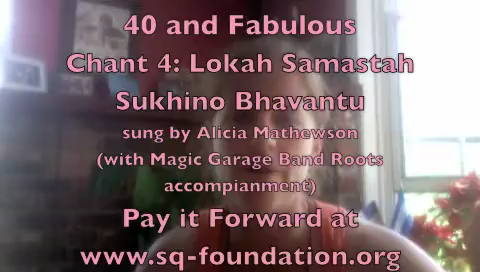 40 and Fabulous
Chant 4: Lokah Samastah
Sukhino Bhavantu
sung by Alicia Mathewson
(with Magic Garage Band Roots
accompianment)
Pay it Forward at
www.sq-foundation.org